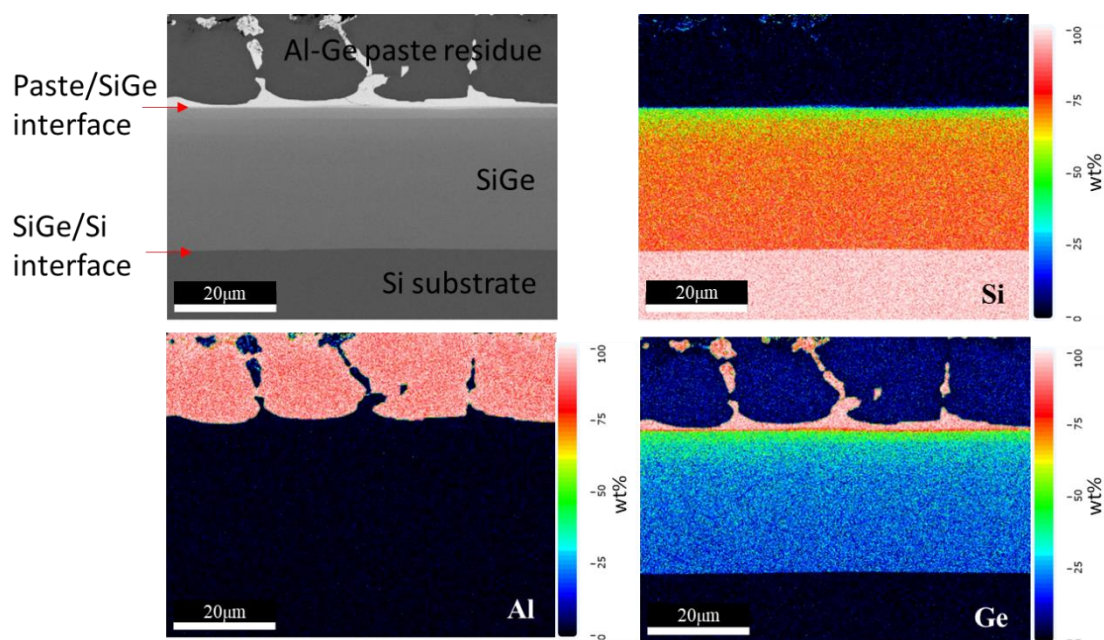 Al-Ge paste residue
Paste/SiGe
interface
SiGe
SiGe/Si
interface
Si substrate
20μm
20μm
Si
100
75
50
25
0
wt%
20μm
Al
100
75
50
25
0
wt%
20μm
Ge
100
75
50
25
wt%